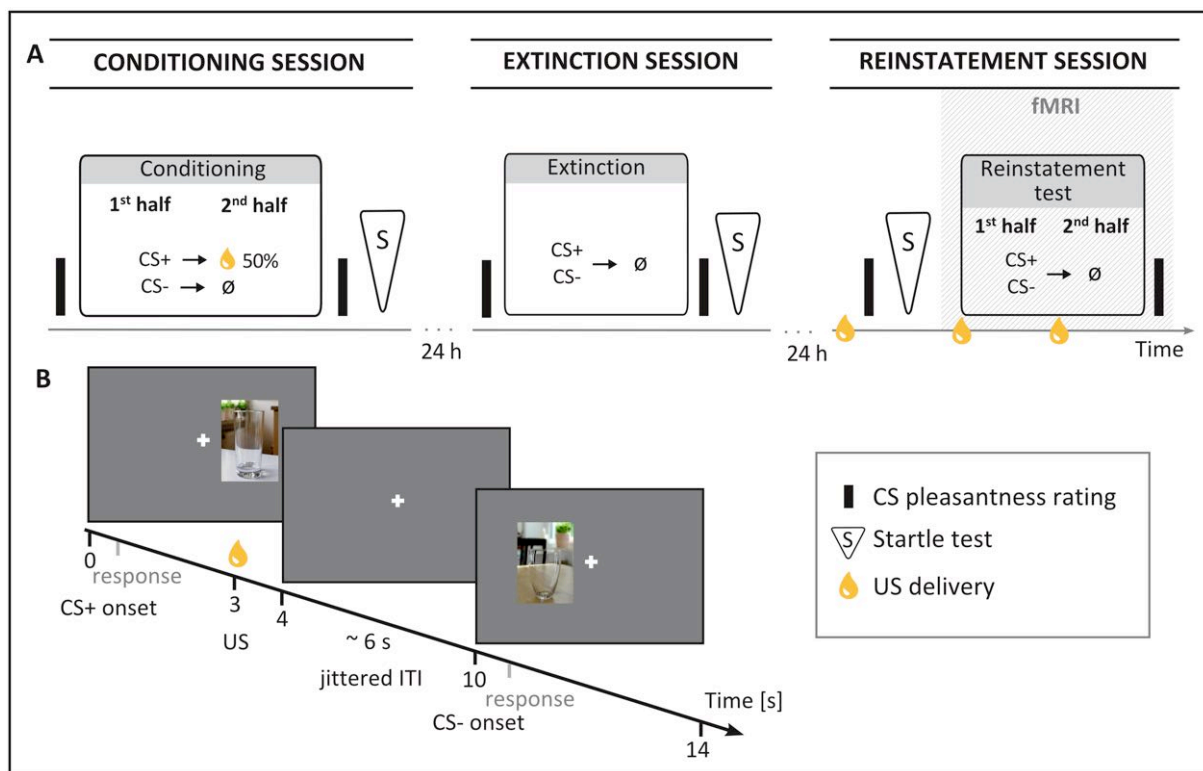 A
CONDITIONING SESSION
EXTINCTION SESSION
REINSTATEMENT SESSION
fMRI
Conditioning
1st half 2nd half
CS+ → 50%
CS- → Ø
S
Extinction
CS+
CS-
→ Ø
S
S
Reinstatement
test
1st half 2nd half
CS+
CS-
→ Ø
. . .
24 h
. . .
24 h
Time
B
0
response
CS+ onset
3
US
4
~ 6 s
jittered ITI
10
response
CS- onset
14
Time [s]
CS pleasantness rating
S Startle test
US delivery